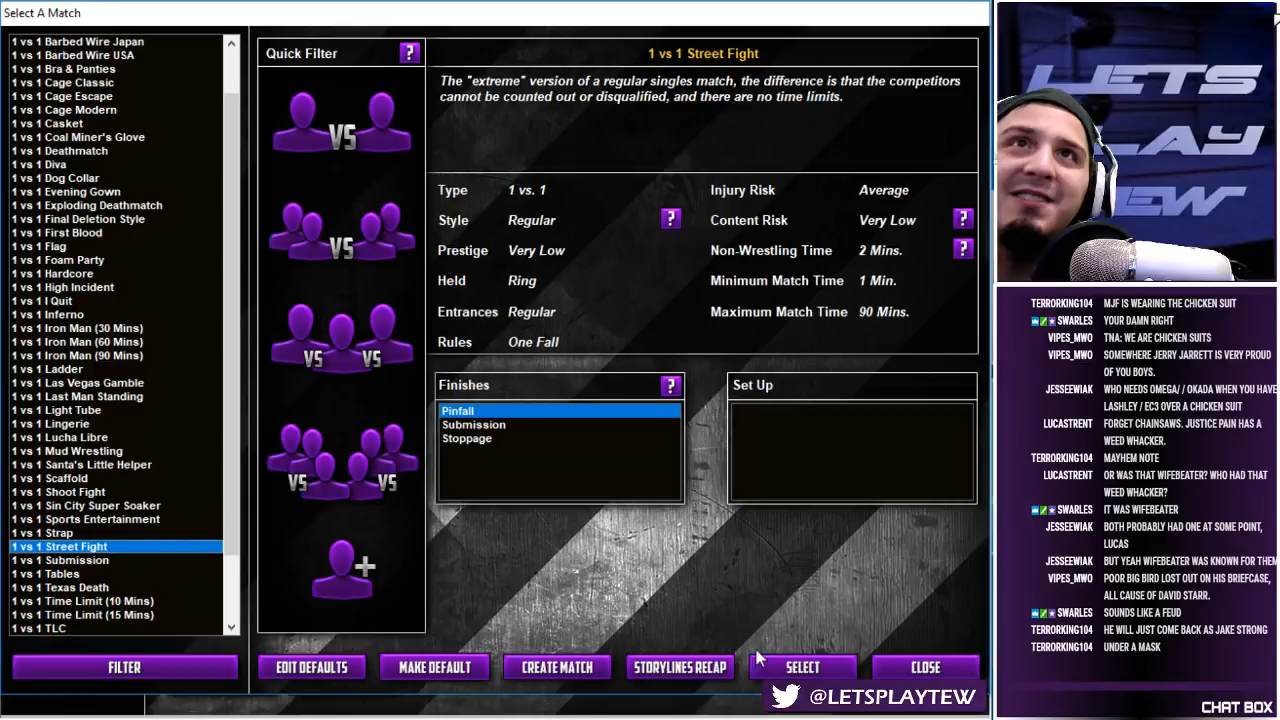 Select A Match
1 vs 1 Barbed Wire Japan
1 vs 1 Barbed Wire USA
1 vs 1 Bra & Panties
1 vs 1 Cage Classic
1 vs 1 Cage Escape
1 vs 1 Cage Modern
1 vs 1 Casket
1 vs 1 Coal Miner's Glove
1 vs 1 Deathmatch
1 vs 1 Diva
1 vs 1 Dog Collar
1 vs 1 Evening Gown
1 vs 1 Exploding Deathmatch
1 vs 1 Final Deletion Style
1 vs 1 First Blood
1 vs 1 Flag
1 vs 1 Foam Party
1 vs 1 Hardcore
1 vs 1 High Incident
1 vs 1 I Quit
1 vs 1 Inferno
1 vs 1 Iron Man (30 Mins)
1 vs 1 Iron Man (60 Mins)
1 vs 1 Iron Man (90 Mins)
1 vs 1 Ladder
1 vs 1 Las Vegas Gamble
1 vs 1 Last Man Standing
1 vs 1 Light Tube
1 vs 1 Lingerie
1 vs 1 Lucha Libre
1 vs 1 Mud Wrestling
1 vs 1 Santa's Little Helper
1 vs 1 Scaffold
1 vs 1 Shoot Fight
1 vs 1 Sin City Super Soaker
1 vs 1 Sports Entertainment
1 vs 1 Strap
1 vs 1 Street Fight
1 vs 1 Submission
1 vs 1 Tables
1 vs 1 Texas Death
1 vs 1 Time Limit (10 Mins)
1 vs 1 Time Limit (15 Mins)
1 vs 1 TLC
FILTER
Quick Filter ?
VS
VS
VS VS
VS VS
1 vs 1 Street Fight
The "extreme" version of a regular singles match, the difference is that the competitors
cannot be counted out or disqualified, and there are no time limits.
Type 1 vs. 1 Injury Risk Average
Style Regular ? Content Risk Very Low ?
Prestige Very Low Non-Wrestling Time 2 Mins. ?
Held Ring Minimum Match Time 1 Min.
Entrances Regular Maximum Match Time 90 Mins.
Rules One Fall
Finishes ?
Pinfall
Submission
Stoppage
Set Up
EDIT DEFAULTS MAKE DEFAULT CREATE MATCH STORYLINES RECAP SELECT CLOSE
@LETSPLAYTEW
LETS
PLAY
TEW
TERRORKING104 MJF IS WEARING THE CHICKEN SUIT
SWARLES YOUR DAMN RIGHT
VIPES_MWO TNA: WE ARE CHICKEN SUITS
VIPES_MWO SOMEWHERE JERRY JARRETT IS VERY PROUD
OF YOU BOYS.
JESSEEWIAK WHO NEEDS OMEGA/ / OKADA WHEN YOU HAVE
LASHLEY / EC3 OVER A CHICKEN SUIT
LUCASTRENT FORGET CHAINSAWS. JUSTICE PAIN HAS A
WEED WHACKER.
TERRORKING104 MAYHEM NOTE
LUCASTRENT OR WAS THAT WIFEBEATER? WHO HAD THAT
WEED WHACKER?
SWARLES IT WAS WIFEBEATER
JESSEEWIAK BOTH PROBABLY HAD ONE AT SOME POINT,
LUCAS
JESSEEWIAK BUT YEAH WIFEBEATER WAS KNOWN FOR THEM
VIPES_MWO POOR BIG BIRD LOST OUT ON HIS BRIEFCASE,
ALL CAUSE OF DAVID STARR.
SWARLES SOUNDS LIKE A FEUD
TERRORKING104 HE WILL JUST COME BACK AS JAKE STRONG
TERRORKING104 UNDER A MASK
CHAT BOX